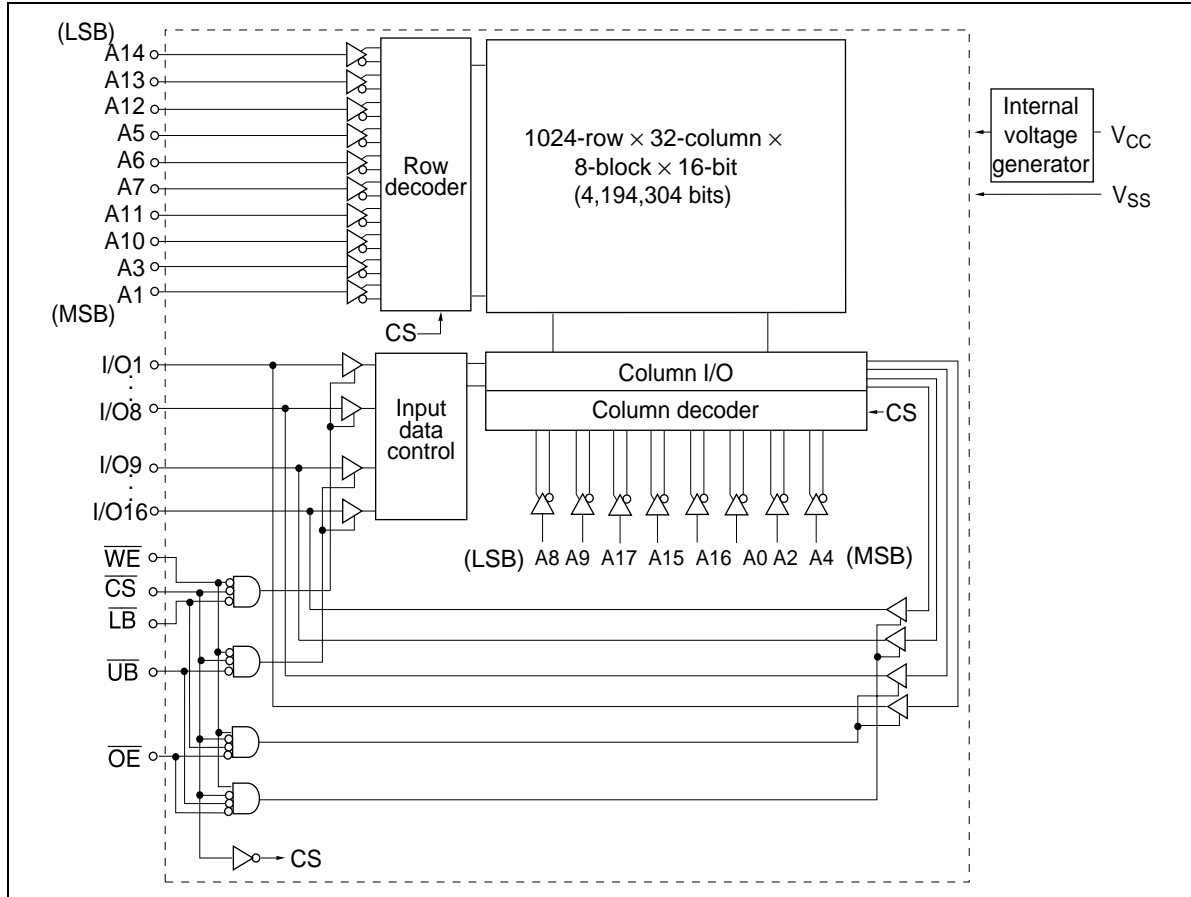 (LSB)
A14
A13
A12
A5
A6
A7
A11
A10
A3
A1
(MSB)
Row
decoder
CS
1024-row × 32-column ×
8-block × 16-bit
(4,194,304 bits)
Internal
voltage
generator
VCC
VSS
I/O1
I/O8
I/O9
I/O16
Input
data
control
Column I/O
Column decoder
CS
(LSB) A8 A9 A17 A15 A16 A0 A2 A4 (MSB)
WE
CS
LB
UB
OE
CS